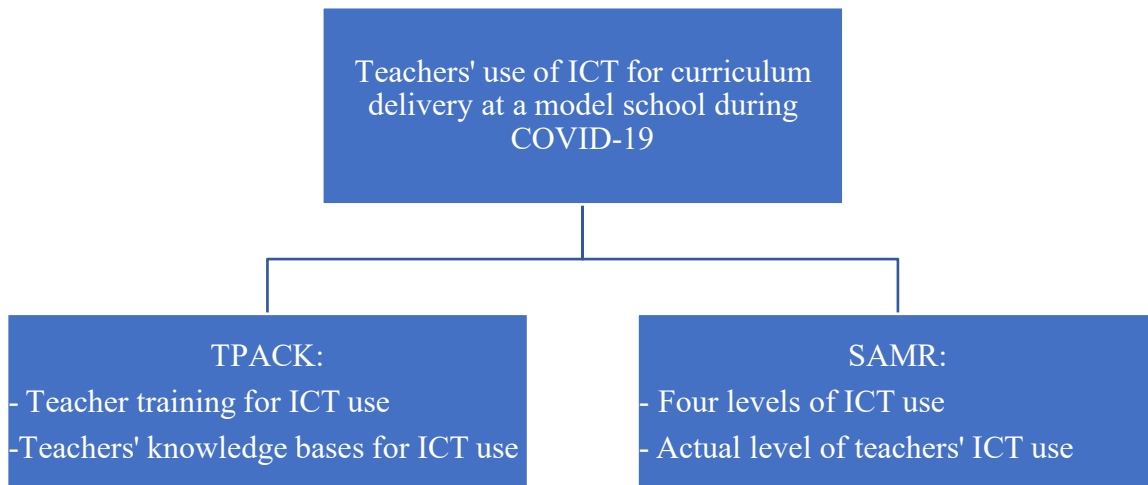 Teachers' use of ICT for curriculum
delivery at a model school during
COVID-19
TPACK:
- Teacher training for ICT use
-Teachers' knowledge bases for ICT use
SAMR:
- Four levels of ICT use
- Actual level of teachers' ICT use